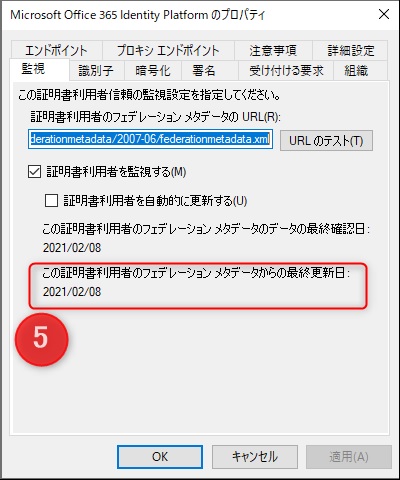 Microsoft Office 365 Identity Platform のプロパティ
エンドポイント プロキシ エンドポイント 注意事項 詳細設定
監視 識別子 暗号化 署名 受け付ける要求 組織
この証明書利用者信頼の監視設定を指定してください。
証明書利用者のフェデレーション メタデータの URL(R):
derationmetadata/2007-06/federationmetadata.xml URL のテスト(T)
証明書利用者を監視する(M)
証明書利用者を自動的に更新する(U)
この証明書利用者のフェデレーション メタデータのデータの最終確認日:
2021/02/08
この証明書利用者のフェデレーション メタデータからの最終更新日:
2021/02/08
5
OK キャンセル 適用(A)